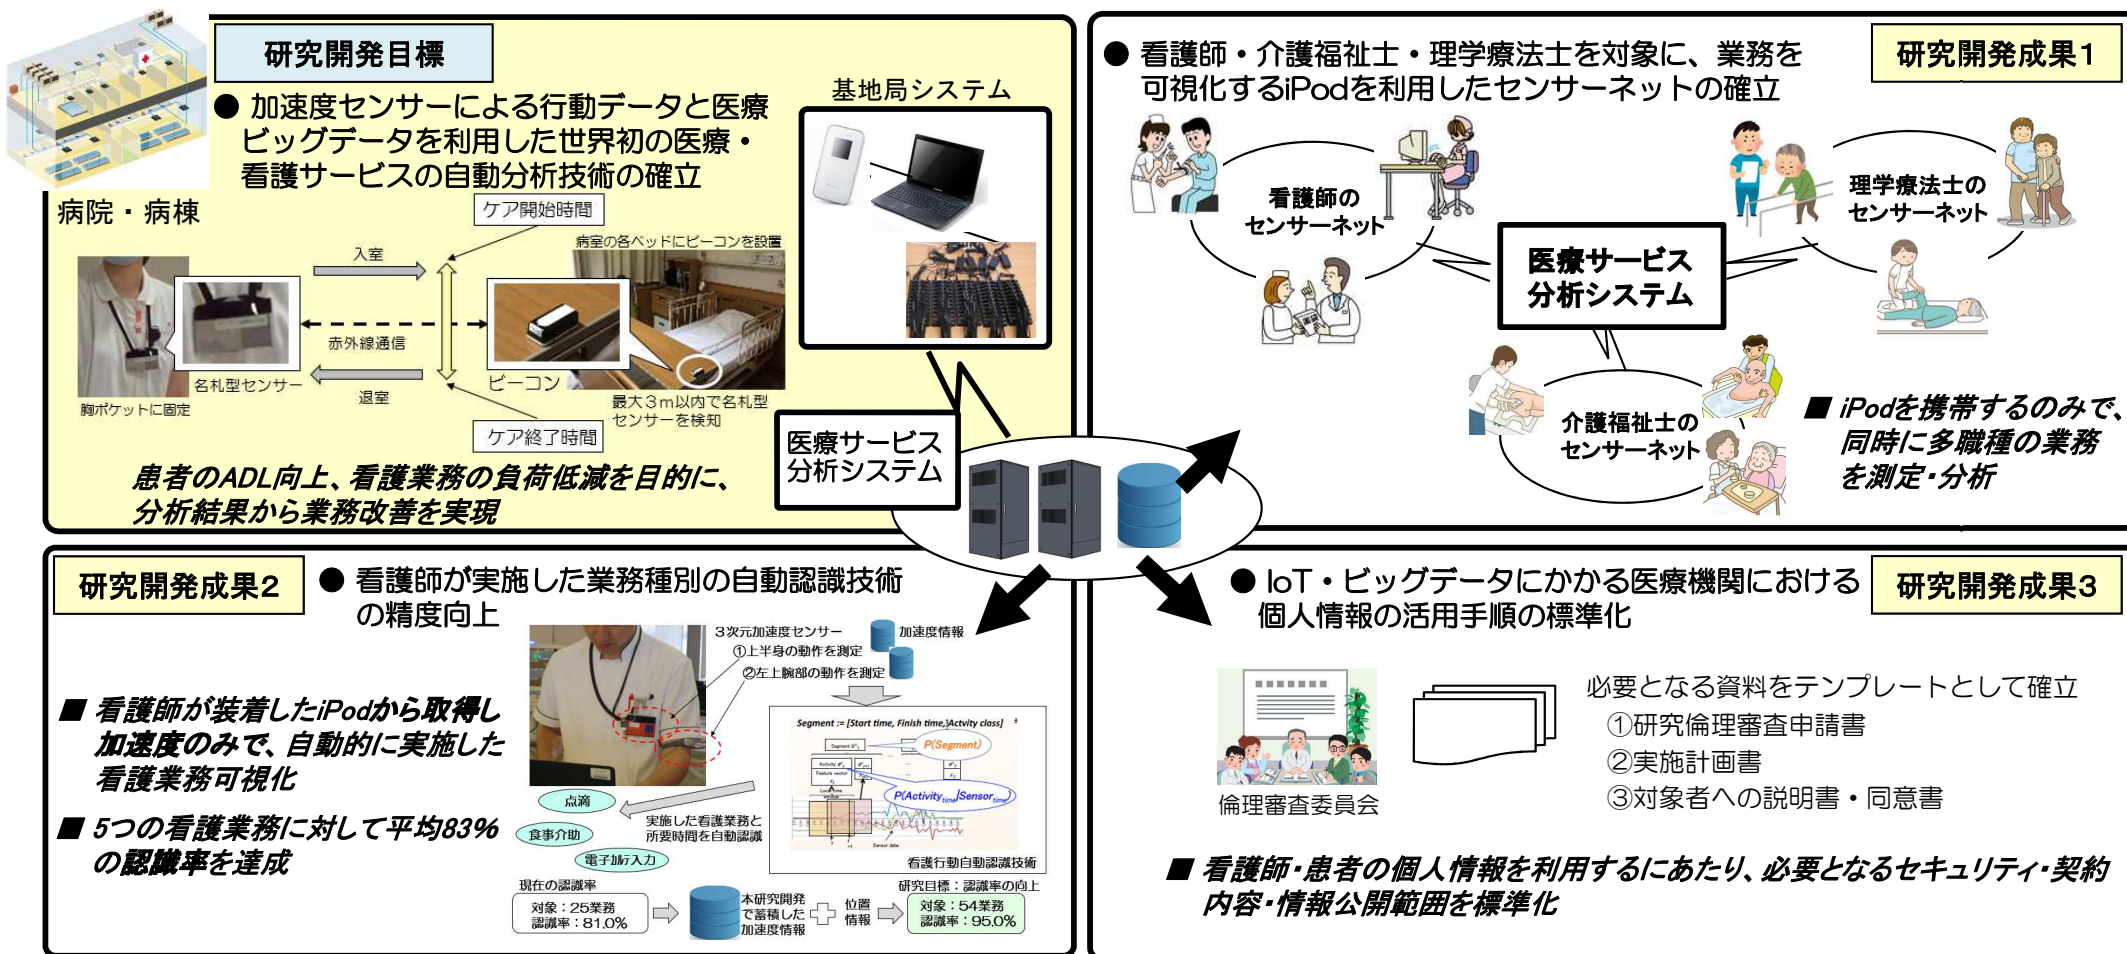 研究開発目標
● 加速度センサーによる行動データと医療
ビッグデータを利用した世界初の医療・
看護サービスの自動分析技術の確立
基地局システム
病院・病棟
ケア開始時間
病室の各ベッドにビーコンを設置
入室
赤外線通信
名札型センサー
退室
ビーコン
胸ポケットに固定
最大3m以内で名札型
センサーを検知
ケア終了時間
医療サービス
分析システム
患者のADL向上、看護業務の負荷低減を目的に、
分析結果から業務改善を実現
研究開発成果1
● 看護師・介護福祉士・理学療法士を対象に、業務を
可視化するiPodを利用したセンサーネットの確立
看護師の
センサーネット
理学療法士の
センサーネット
医療サービス
分析システム
介護福祉士の
センサーネット
■ iPodを携帯するのみで、
同時に多職種の業務
を測定・分析
研究開発成果2
● 看護師が実施した業務種別の自動認識技術
の精度向上
3次元加速度センサー
①上半身の動作を測定
②左上腕部の動作を測定
加速度情報
■ 看護師が装着したiPodから取得し
加速度のみで、自動的に実施した
看護業務可視化
■ 5つの看護業務に対して平均83%
の認識率を達成
Segment := [Start time, Finish time, Actvity class]
P(Segment)
Feature vector
P(Activity time|Sensor time)
Sensor data
看護行動自動認識技術
点滴
食事介助
電子カルテ入力
実施した看護業務と
所要時間を自動認識
現在の認識率
対象：25業務
認識率：81.0%
本研究開発
で蓄積した
加速度情報
位置
情報
研究目標：認識率の向上
対象：54業務
認識率：95.0%
研究開発成果3
● IoT・ビッグデータにかかる医療機関における
個人情報の活用手順の標準化
倫理審査委員会
必要となる資料をテンプレートとして確立
①研究倫理審査申請書
②実施計画書
③対象者への説明書・同意書
■ 看護師・患者の個人情報を利用するにあたり、必要となるセキュリティ・契約
内容・情報公開範囲を標準化